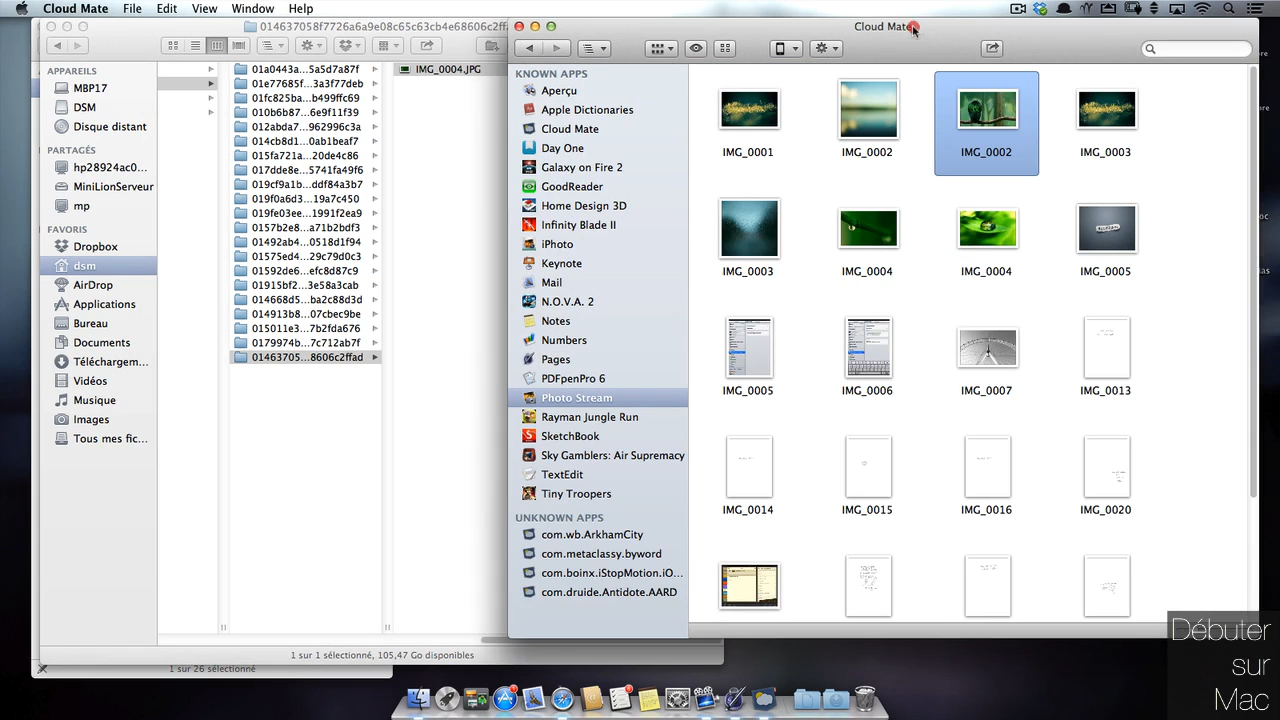 Cloud Mate File Edit View Window Help
014637058f7726a6a9e08c65c63cb4e68606c2ff
Cloud Mate
APPAREILS
MBP17
DSM
Disque distant
PARTAGÉS
hp28924ac0...
MiniLionServeur
mp
FAVORIS
Dropbox
dsm
AirDrop
Applications
Bureau
Documents
Téléchargem...
Vidéos
Musique
Images
Tous mes fic...
01a0443a...5a5d7a87f
01e77685f...3a3f77deb
01fc825ba...b499ffc69
010b6b87...6e9f11f39
012abda7...962996c3a
014cb8d1...0ab1beaf7
015fa721a...20de4c86
017dde58...5741fa49f6
019cf9a1b...ddf84a3b7
019f0a6d3...19a7c450
019fe03ee...1991f2ea9
0157b2e8...a71b2bdf3
01492ab4...0518d1f94
01575ed4...29c79d0c3
01592de6...efc8d87c9
01915bf2...3e58a3cab
014668d5...ba2c88d3d
014913b8...07cbec9be
015011e3...7b2fda676
0179974b...7c712ab7f
01463705...8606c2ffad
IMG_0004.JPG
KNOWN APPS
Aperçu
Apple Dictionaries
Cloud Mate
Day One
Galaxy on Fire 2
GoodReader
Home Design 3D
Infinity Blade II
iPhoto
Keynote
Mail
N.O.V.A. 2
Notes
Numbers
Pages
PDFpenPro 6
Photo Stream
Rayman Jungle Run
SketchBook
Sky Gamblers: Air Supremacy
TextEdit
Tiny Troopers
UNKNOWN APPS
com.wb.ArkhamCity
com.metaclassy.byword
com.boinx.iStopMotion.iO...
com.druide.Antidote.AARD
IMG_0001 IMG_0002 IMG_0002 IMG_0003
IMG_0003 IMG_0004 IMG_0004 IMG_0005
IMG_0005 IMG_0006 IMG_0007 IMG_0013
IMG_0014 IMG_0015 IMG_0016 IMG_0020
1 sur 1 sélectionné, 105,47 Go disponibles
1 sur 26 sélectionné
Débuter
sur
Mac